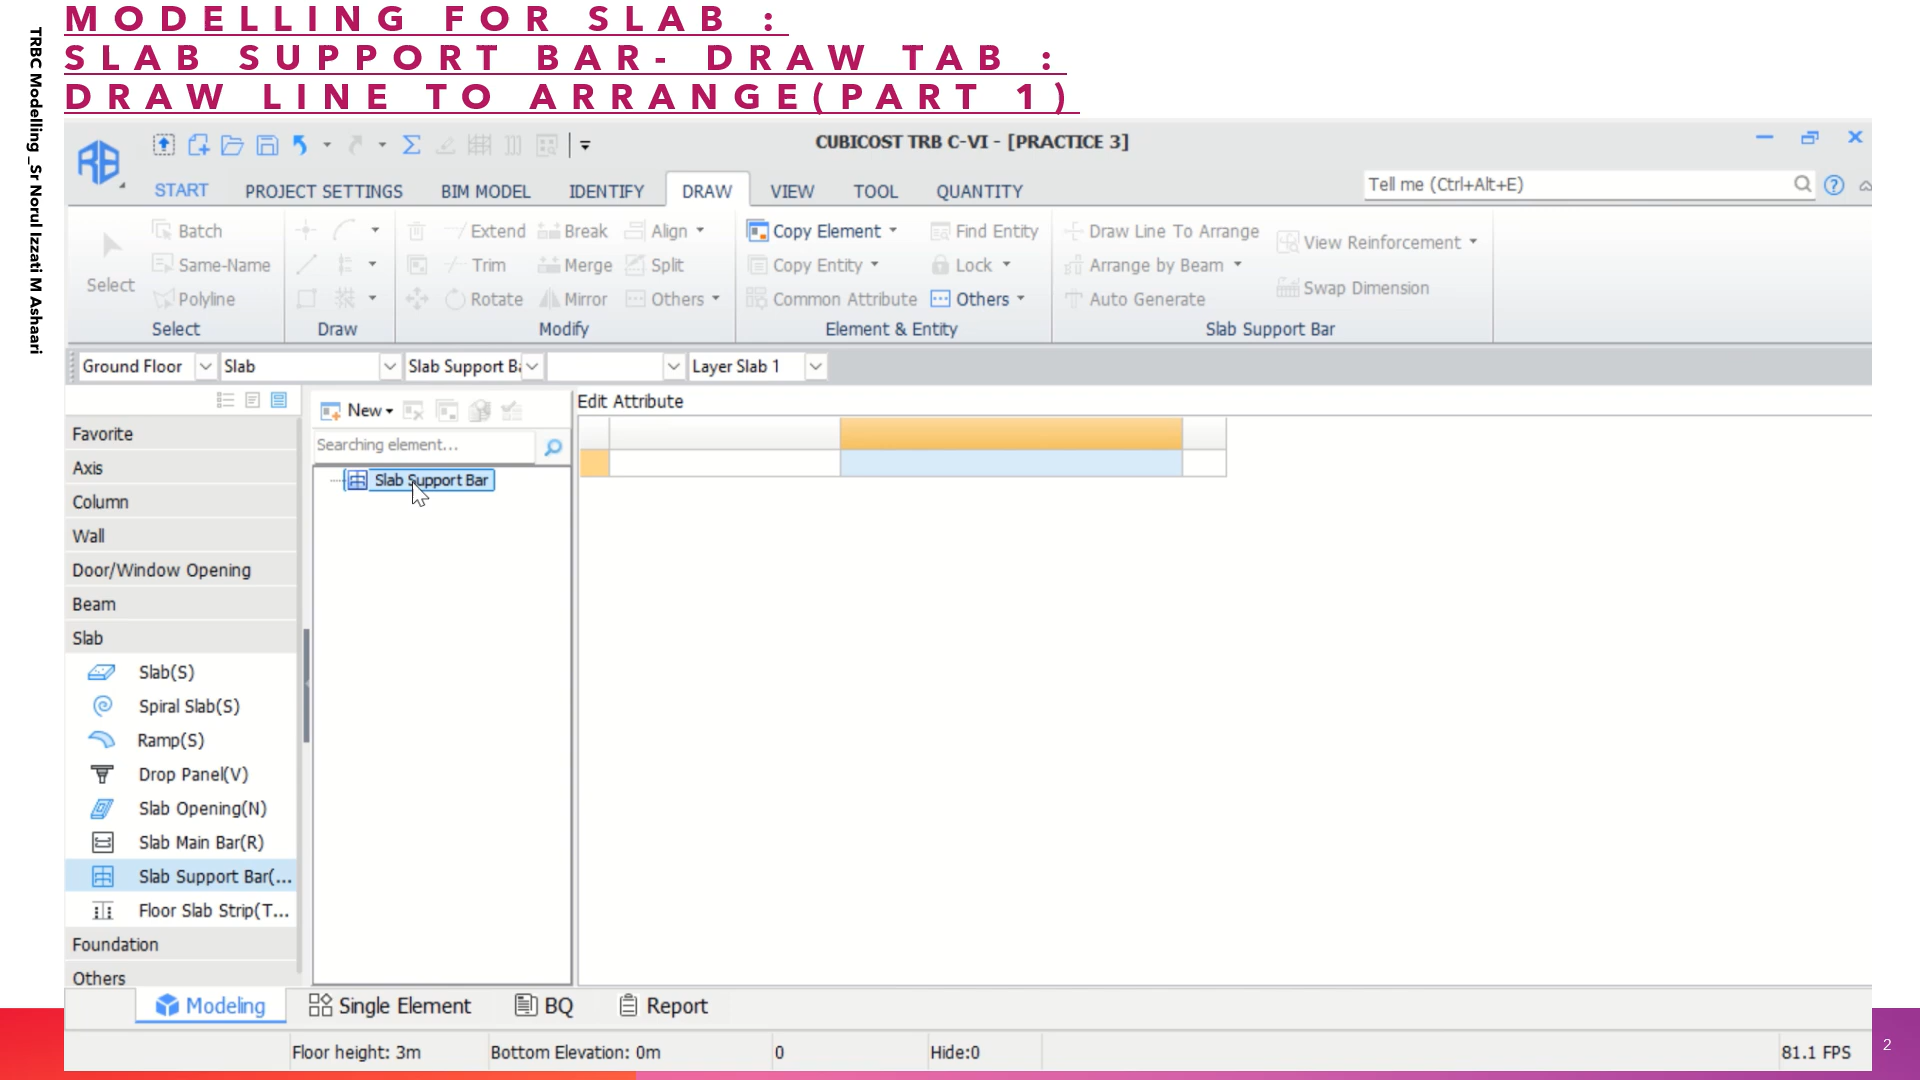 MODELLING FOR SLAB :
SLAB SUPPORT BAR- DRAW TAB :
DRAW LINE TO ARRANGE(PART 1)
TRBC Modelling _Sr Norul Izzati M Ashaari
CUBICOST TRB C-VI - [PRACTICE 3]
RB
START PROJECT SETTINGS BIM MODEL IDENTIFY DRAW VIEW TOOL QUANTITY
Tell me (Ctrl+Alt+E)
Select
Batch
Same-Name
Polyline
Select
Draw
Extend Break Align
Trim Merge Split
Rotate Mirror Others
Modify
Copy Element Find Entity
Copy Entity Lock
Common Attribute Others
Element & Entity
Draw Line To Arrange
Arrange by Beam
Auto Generate
View Reinforcement
Swap Dimension
Slab Support Bar
Ground Floor Slab Slab Support Ba Layer Slab 1
New
Searching element...
Slab Support Bar
Edit Attribute
Favorite
Axis
Column
Wall
Door/Window Opening
Beam
Slab
Slab(S)
Spiral Slab(S)
Ramp(S)
Drop Panel(V)
Slab Opening(N)
Slab Main Bar(R)
Slab Support Bar(...
Floor Slab Strip(T...
Foundation
Others
Modeling Single Element BQ Report
Floor height: 3m Bottom Elevation: 0m 0 Hide:0 81.1 FPS
2